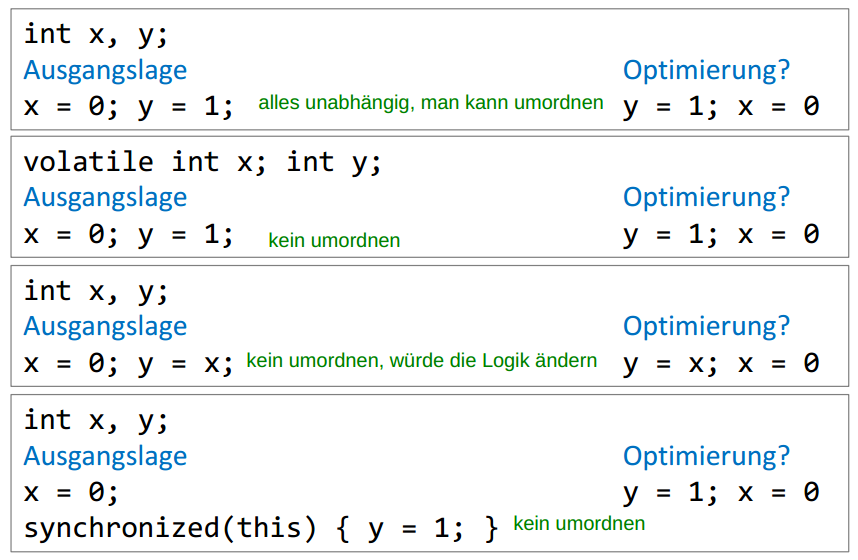 int x, y;
Ausgangslage Optimierung?
x = 0; y = 1; alles unabhängig, man kann umordnen y = 1; x = 0
volatile int x; int y;
Ausgangslage Optimierung?
x = 0; y = 1; kein umordnen y = 1; x = 0
int x, y;
Ausgangslage Optimierung?
x = 0; y = x; kein umordnen, würde die Logik ändern y = x; x = 0
int x, y;
Ausgangslage Optimierung?
x = 0; y = 1; x = 0
synchronized(this) { y = 1; } kein umordnen